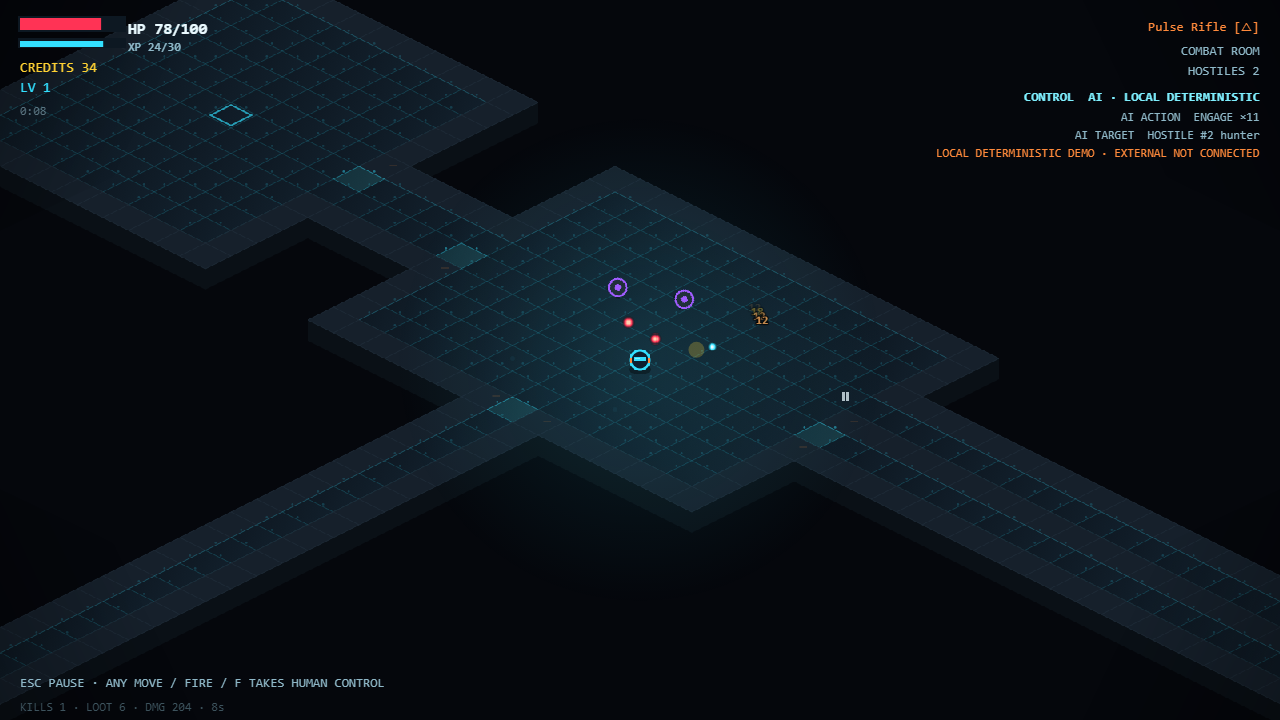 HP 78/100
XP 24/30
CREDITS 34
LV 1
0:08
Pulse Rifle [△]
COMBAT ROOM
HOSTILES 2
CONTROL AI · LOCAL DETERMINISTIC
AI ACTION ENGAGE ×11
AI TARGET HOSTILE #2 hunter
LOCAL DETERMINISTIC DEMO · EXTERNAL NOT CONNECTED
12
ESC PAUSE · ANY MOVE / FIRE / F TAKES HUMAN CONTROL
KILLS 1 · LOOT 6 · DMG 204 · 8s